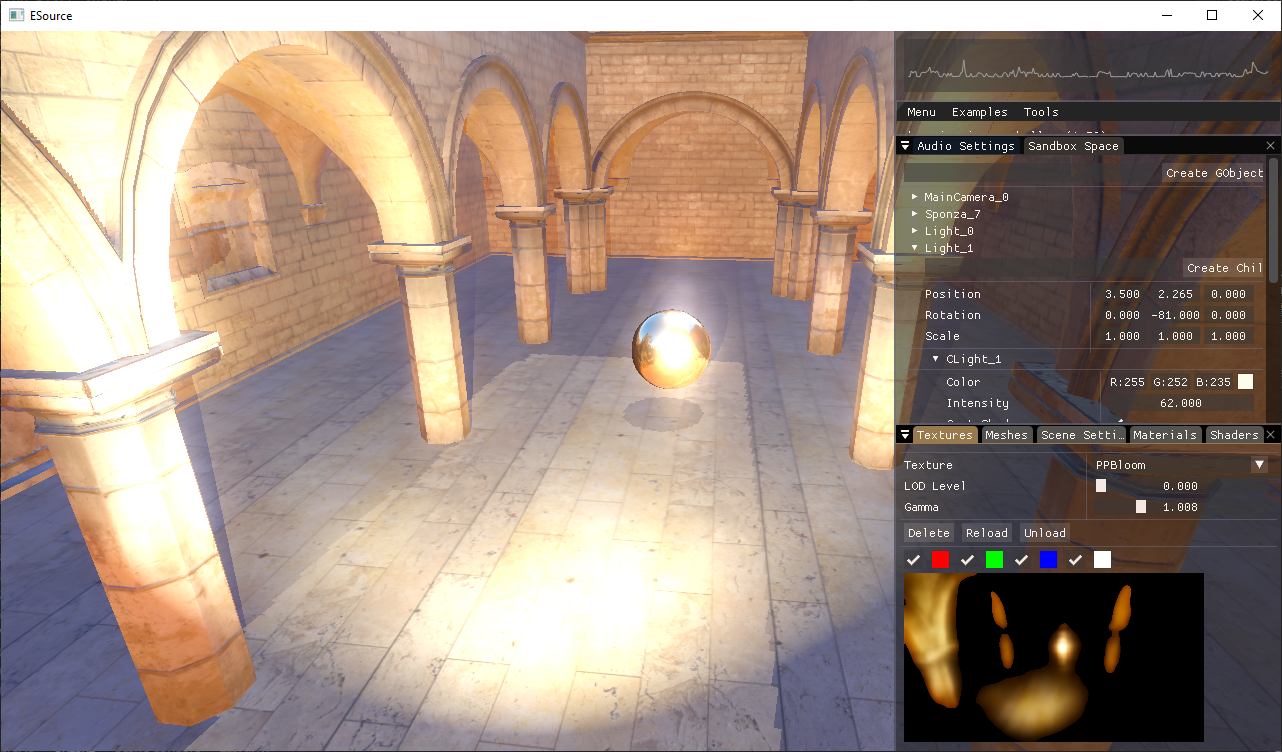 ESource
Menu Examples Tools
Audio Settings Sandbox Space
Create GObject
MainCamera_0
Sponza_7
Light_0
Light_1
Create Chil
Position 3.500 2.265 0.000
Rotation 0.000 -81.000 0.000
Scale 1.000 1.000 1.000
CLight_1
Color R:255 G:252 B:235
Intensity 62.000
Textures Meshes Scene Setti… Materials Shaders
Texture PPBloom
LOD Level 0.000
Gamma 1.008
Delete Reload Unload